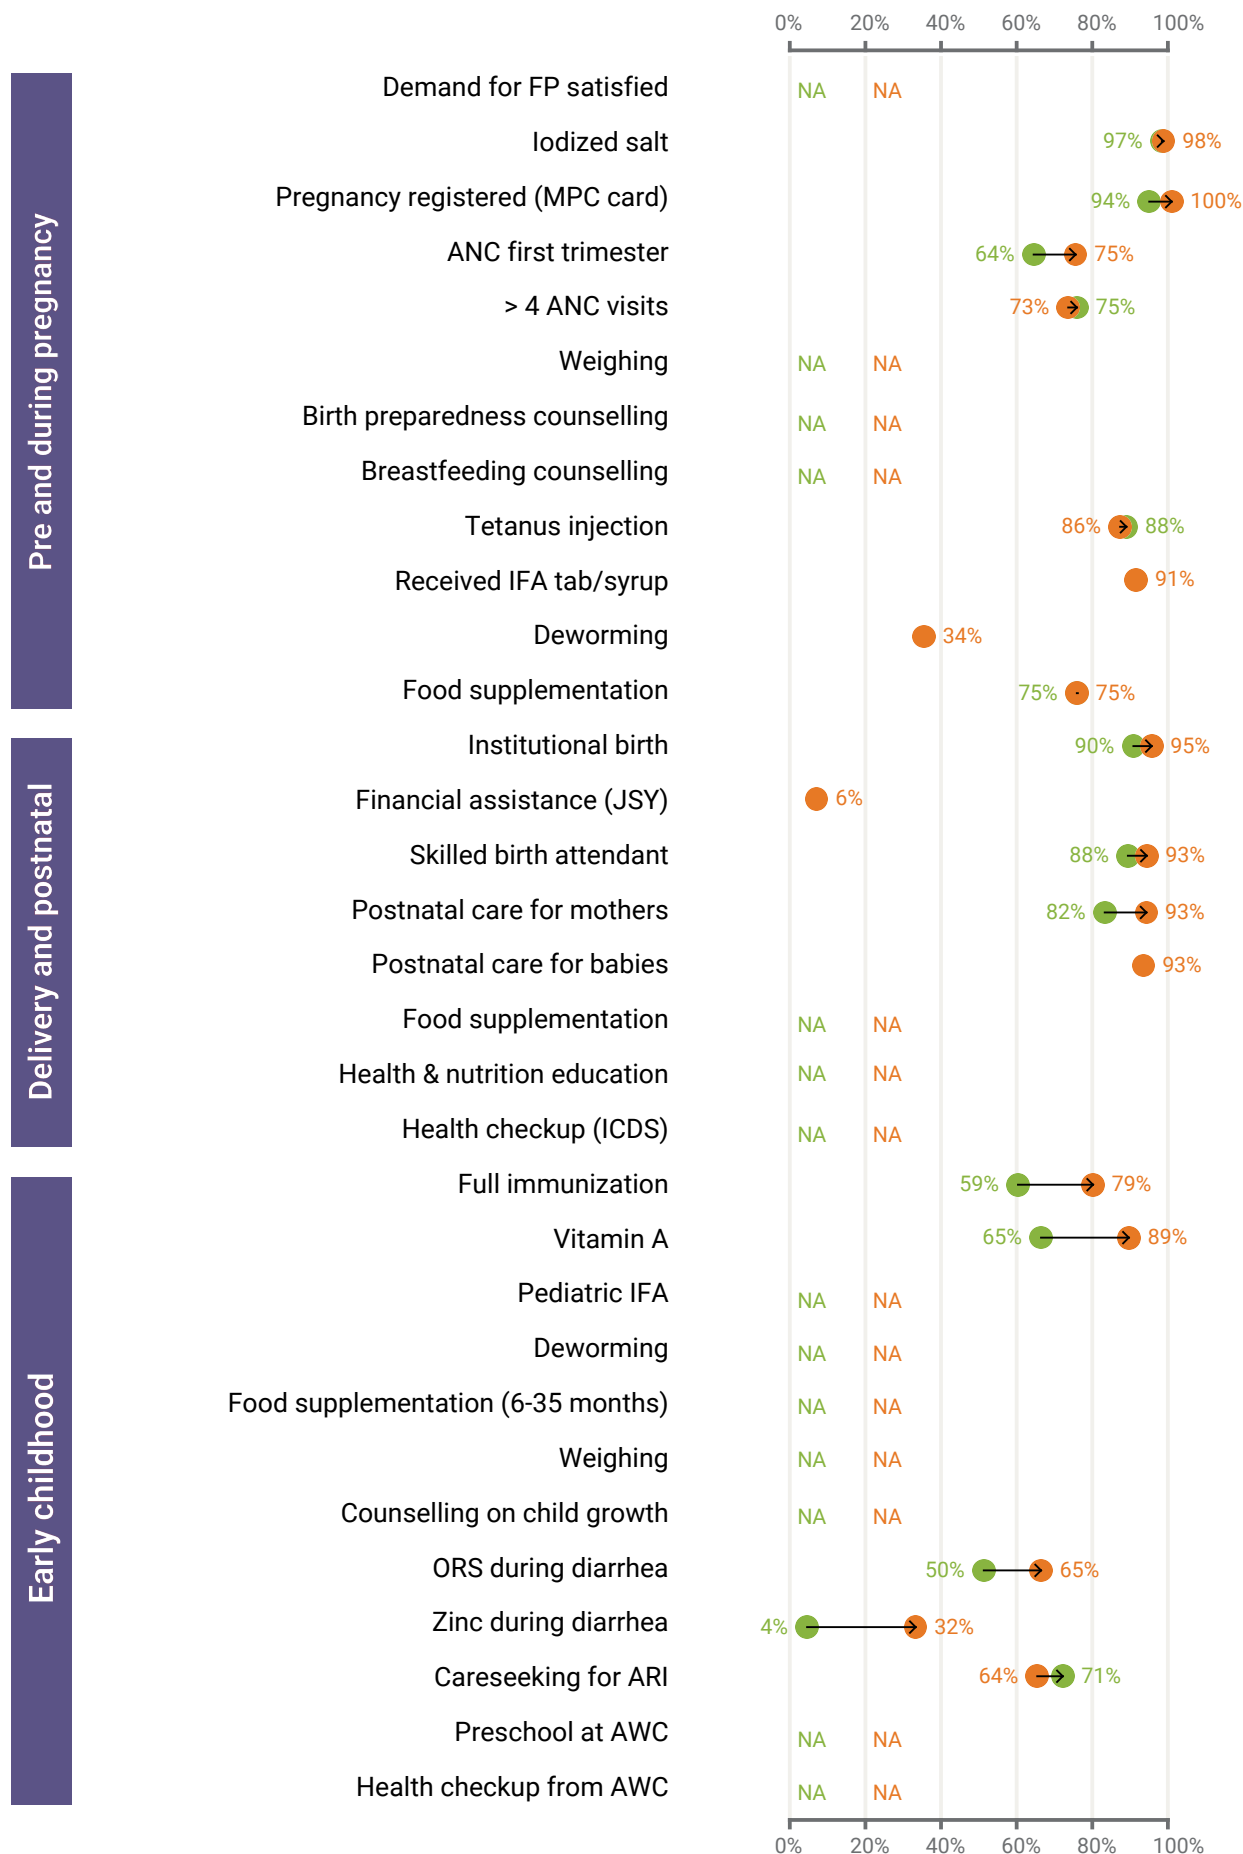 0% 20% 40% 60% 80% 100%
Pre and during pregnancy
Demand for FP satisfied NA NA
Iodized salt 97% 98%
Pregnancy registered (MPC card) 94% 100%
ANC first trimester 64% 75%
> 4 ANC visits 73% 75%
Weighing NA NA
Birth preparedness counselling NA NA
Breastfeeding counselling NA NA
Tetanus injection 86% 88%
Received IFA tab/syrup 91%
Deworming 34%
Food supplementation 75% 75%
Delivery and postnatal
Institutional birth 90% 95%
Financial assistance (JSY) 6%
Skilled birth attendant 88% 93%
Postnatal care for mothers 82% 93%
Postnatal care for babies 93%
Food supplementation NA NA
Health & nutrition education NA NA
Health checkup (ICDS) NA NA
Early childhood
Full immunization 59% 79%
Vitamin A 65% 89%
Pediatric IFA NA NA
Deworming NA NA
Food supplementation (6-35 months) NA NA
Weighing NA NA
Counselling on child growth NA NA
ORS during diarrhea 50% 65%
Zinc during diarrhea 4% 32%
Careseeking for ARI 64% 71%
Preschool at AWC NA NA
Health checkup from AWC NA NA
0% 20% 40% 60% 80% 100%